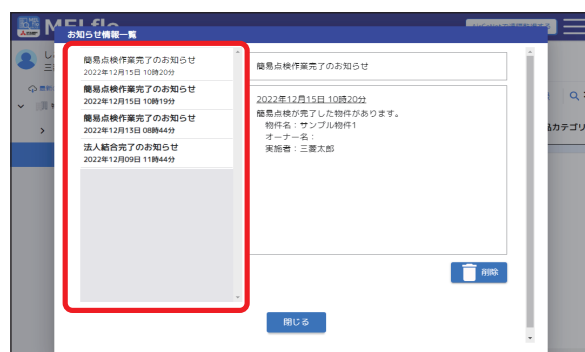 MELflo
お知らせ情報一覧
簡易点検作業完了のお知らせ
2022年12月15日 10時20分
簡易点検作業完了のお知らせ
2022年12月15日 10時19分
簡易点検作業完了のお知らせ
2022年12月13日 08時44分
法人結合完了のお知らせ
2022年12月09日 11時44分
簡易点検作業完了のお知らせ
2022年12月15日 10時20分
簡易点検が完了した物件があります。
物件名：サンプル物件1
オーナー名：
実施者：三菱太郎
削除
閉じる
品カテゴリ